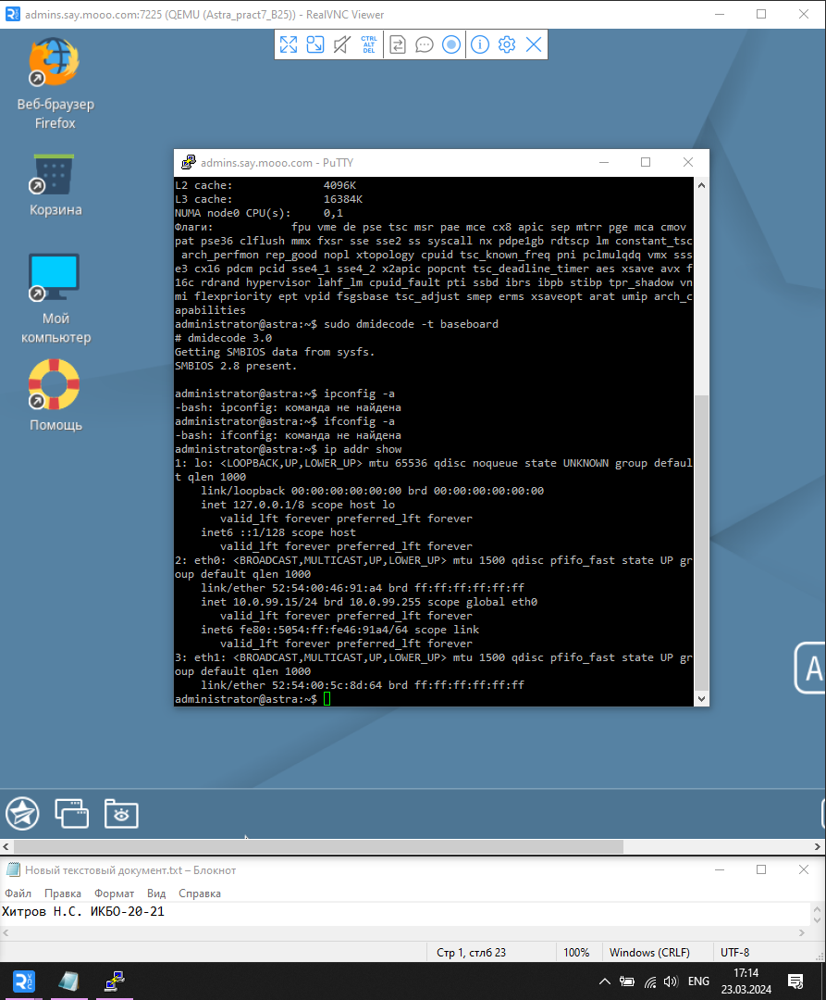 admins.say.mooo.com:7225 (QEMU (Astra_pract7_B25)) - RealVNC Viewer
CTRL
ALT
DEL
Веб-браузер
Firefox
Корзина
Мой
компьютер
Помощь
admins.say.mooo.com - PuTTY
L2 cache:              4096K
L3 cache:              16384K
NUMA node0 CPU(s):     0,1
Флаги:            fpu vme de pse tsc msr pae mce cx8 apic sep mtrr pge mca cmov
pat pse36 clflush mmx fxsr sse sse2 ss syscall nx pdpe1gb rdtscp lm constant_tsc
 arch_perfmon rep_good nopl xtopology cpuid tsc_known_freq pni pclmulqdq vmx sss
e3 cx16 pdcm pcid sse4_1 sse4_2 x2apic popcnt tsc_deadline_timer aes xsave avx f
16c rdrand hypervisor lahf_lm cpuid_fault pti ssbd ibrs ibpb stibp tpr_shadow vn
mi flexpriority ept vpid fsgsbase tsc_adjust smep erms xsaveopt arat umip arch_c
apabilities
administrator@astra:~$ sudo dmidecode -t baseboard
# dmidecode 3.0
Getting SMBIOS data from sysfs.
SMBIOS 2.8 present.
administrator@astra:~$ ipconfig -a
-bash: ipconfig: команда не найдена
administrator@astra:~$ ifconfig -a
-bash: ifconfig: команда не найдена
administrator@astra:~$ ip addr show
1: lo: <LOOPBACK,UP,LOWER_UP> mtu 65536 qdisc noqueue state UNKNOWN group defaul
t qlen 1000
    link/loopback 00:00:00:00:00:00 brd 00:00:00:00:00:00
    inet 127.0.0.1/8 scope host lo
       valid_lft forever preferred_lft forever
    inet6 ::1/128 scope host
       valid_lft forever preferred_lft forever
2: eth0: <BROADCAST,MULTICAST,UP,LOWER_UP> mtu 1500 qdisc pfifo_fast state UP gr
oup default qlen 1000
    link/ether 52:54:00:46:91:a4 brd ff:ff:ff:ff:ff:ff
    inet 10.0.99.15/24 brd 10.0.99.255 scope global eth0
       valid_lft forever preferred_lft forever
    inet6 fe80::5054:ff:fe46:91a4/64 scope link
       valid_lft forever preferred_lft forever
3: eth1: <BROADCAST,MULTICAST,UP,LOWER_UP> mtu 1500 qdisc pfifo_fast state UP gr
oup default qlen 1000
    link/ether 52:54:00:5c:8d:64 brd ff:ff:ff:ff:ff:ff
administrator@astra:~$
A
Новый текстовый документ.txt – Блокнот
Файл Правка Формат Вид Справка
Хитров Н.С. ИКБО-20-21
Стр 1, стлб 23 100% Windows (CRLF) UTF-8
ENG
17:14
23.03.2024